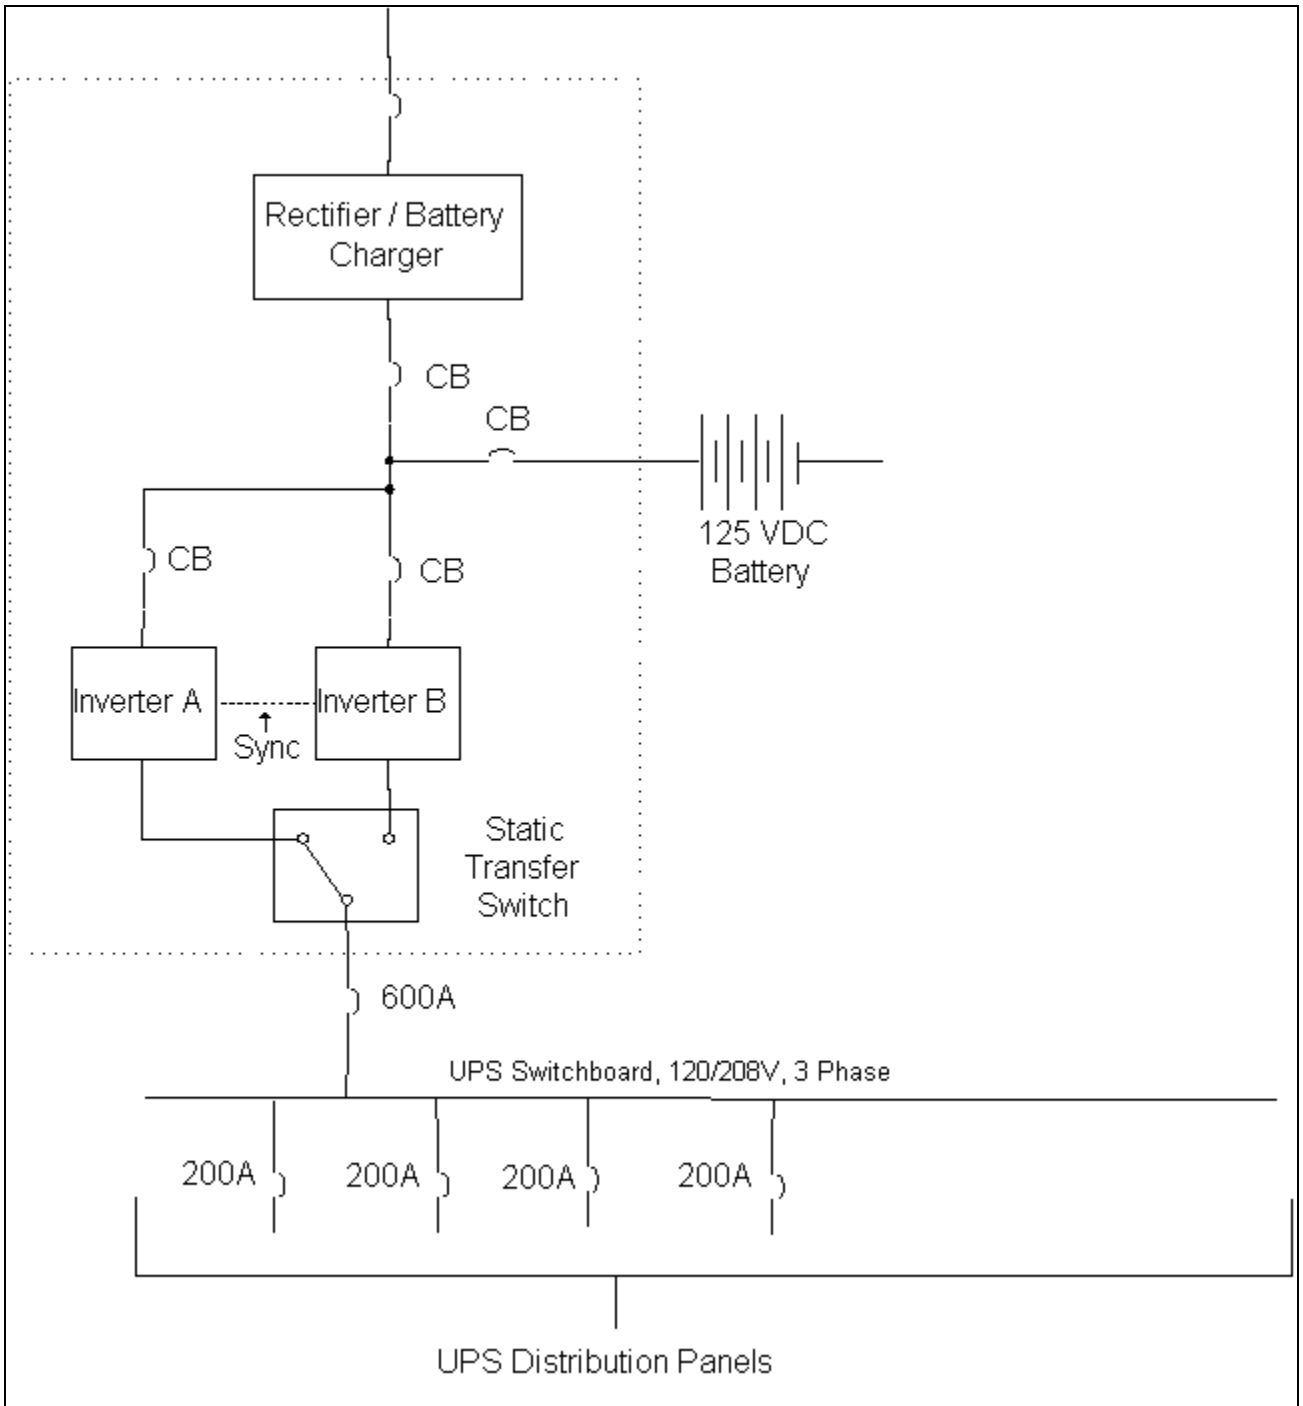 Rectifier / Battery
Charger
CB
CB
125 VDC
Battery
CB
CB
Inverter A
Inverter B
Sync
Static
Transfer
Switch
600A
UPS Switchboard, 120/208V, 3 Phase
200A
200A
200A
200A
UPS Distribution Panels